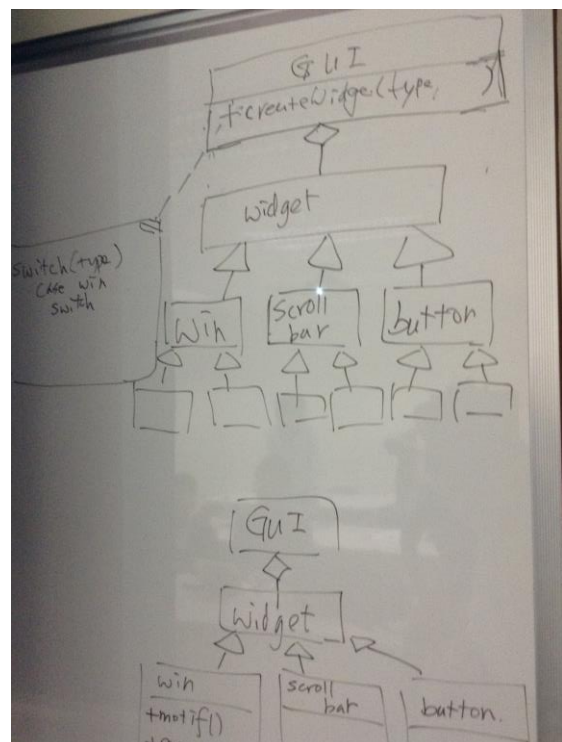 GUI
+createWidget(type, )
widget
switch(type)
case win
switch
win
scroll
bar
button
GUI
widget
win
+motif()
scroll
bar
button.